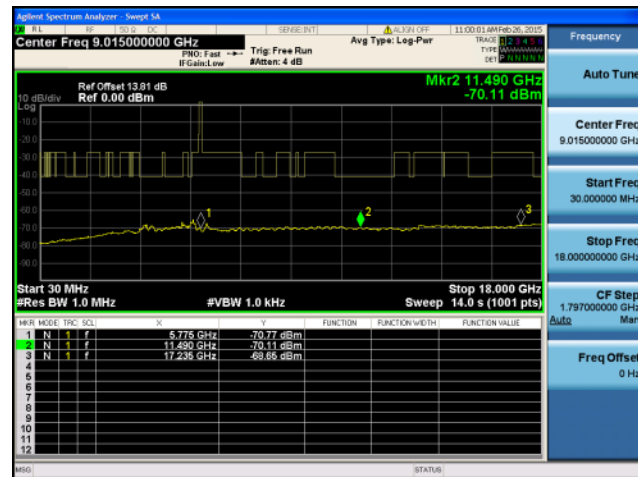 Agilent Spectrum Analyzer - Swept SA
RL RF 50 Ω DC SENSE:INT ALIGN OFF 11:00:01 AM Feb 26, 2015
Center Freq 9.015000000 GHz
PNO: Fast
IFGain:Low
Trig: Free Run
#Atten: 4 dB
Avg Type: Log-Pwr
TRACE 1 2 3 4 5 6
TYPE
DET P N N N N N
Ref Offset 13.81 dB
Ref 0.00 dBm
10 dB/div
Log
Mkr2 11.490 GHz
-70.11 dBm
-10.0
-20.0
-30.0
-40.0
-50.0
-60.0
-70.0
-80.0
-90.0
1
2
3
Start 30 MHz
Stop 18.000 GHz
#Res BW 1.0 MHz
#VBW 1.0 kHz
Sweep 14.0 s (1001 pts)
MKR MODE TRC SCL X Y FUNCTION FUNCTION WIDTH FUNCTION VALUE
1 N 1 f 5.775 GHz -70.77 dBm
2 N 1 f 11.490 GHz -70.11 dBm
3 N 1 f 17.235 GHz -68.65 dBm
4
5
6
7
8
9
10
11
12
MSG
STATUS
Frequency
Auto Tune
Center Freq
9.015000000 GHz
Start Freq
30.000000 MHz
Stop Freq
18.000000000 GHz
CF Step
1.797000000 GHz
Auto Man
Freq Offset
0 Hz